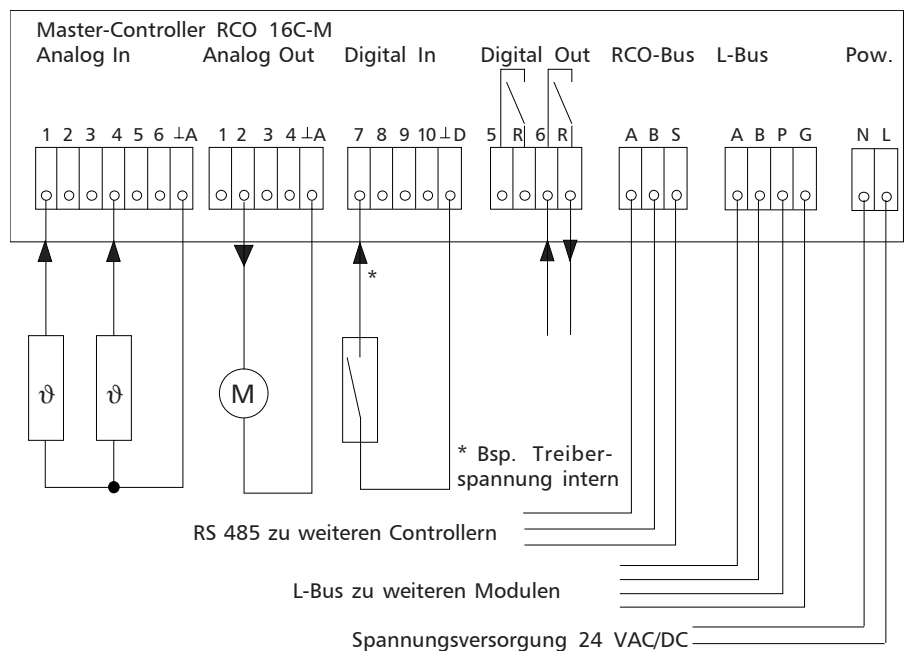 Master-Controller RCO 16C-M
Analog In Analog Out Digital In Digital Out RCO-Bus L-Bus Pow.
1 2 3 4 5 6 ⊥A 1 2 3 4 ⊥A 7 8 9 10 ⊥D 5 R 6 R A B S A B P G N L
*
ϑ ϑ M
* Bsp. Treiber-
spannung intern
RS 485 zu weiteren Controllern
L-Bus zu weiteren Modulen
Spannungsversorgung 24 VAC/DC